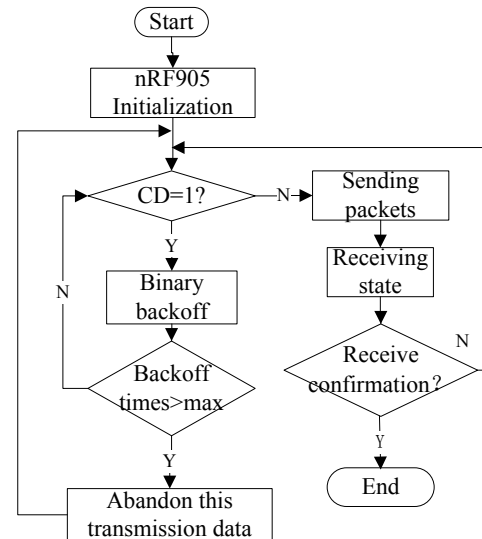 Start
nRF905
Initialization
CD=1?
N
Sending
packets
Y
Receiving
state
N
Binary
backoff
N
Receive
confirmation?
Backoff
times>max
Y
Y
End
Abandon this
transmission data